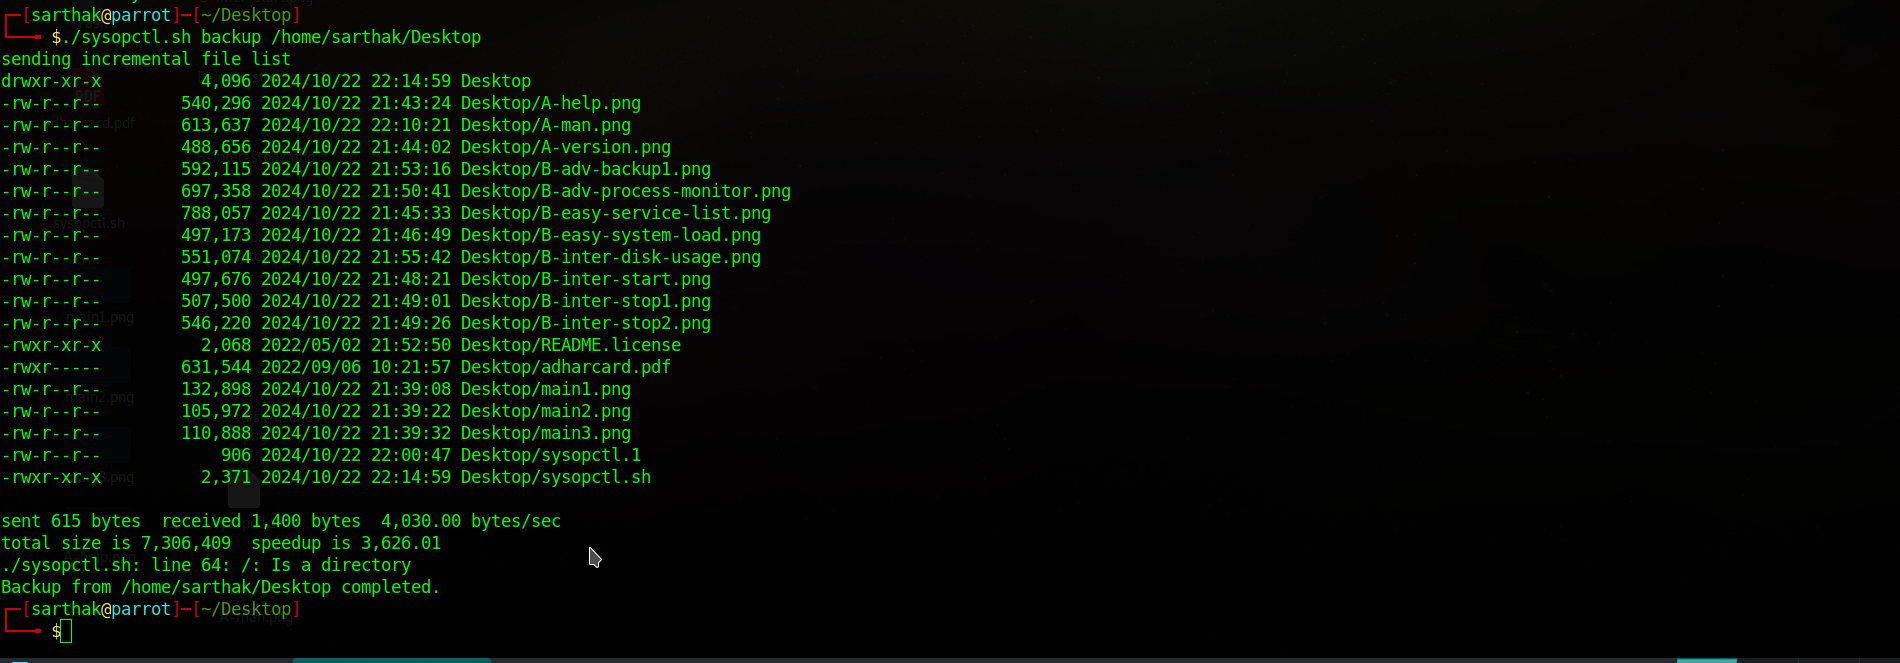 [sarthak@parrot]─[~/Desktop]
$./sysopctl.sh backup /home/sarthak/Desktop
sending incremental file list
drwxr-xr-x          4,096 2024/10/22 22:14:59 Desktop
-rw-r--r--        540,296 2024/10/22 21:43:24 Desktop/A-help.png
-rw-r--r--        613,637 2024/10/22 22:10:21 Desktop/A-man.png
-rw-r--r--        488,656 2024/10/22 21:44:02 Desktop/A-version.png
-rw-r--r--        592,115 2024/10/22 21:53:16 Desktop/B-adv-backup1.png
-rw-r--r--        697,358 2024/10/22 21:50:41 Desktop/B-adv-process-monitor.png
-rw-r--r--        788,057 2024/10/22 21:45:33 Desktop/B-easy-service-list.png
-rw-r--r--        497,173 2024/10/22 21:46:49 Desktop/B-easy-system-load.png
-rw-r--r--        551,074 2024/10/22 21:55:42 Desktop/B-inter-disk-usage.png
-rw-r--r--        497,676 2024/10/22 21:48:21 Desktop/B-inter-start.png
-rw-r--r--        507,500 2024/10/22 21:49:01 Desktop/B-inter-stop1.png
-rw-r--r--        546,220 2024/10/22 21:49:26 Desktop/B-inter-stop2.png
-rwxr-xr-x          2,068 2022/05/02 21:52:50 Desktop/README.license
-rwxr-----        631,544 2022/09/06 10:21:57 Desktop/adharcard.pdf
-rw-r--r--        132,898 2024/10/22 21:39:08 Desktop/main1.png
-rw-r--r--        105,972 2024/10/22 21:39:22 Desktop/main2.png
-rw-r--r--        110,888 2024/10/22 21:39:32 Desktop/main3.png
-rw-r--r--            906 2024/10/22 22:00:47 Desktop/sysopctl.1
-rwxr-xr-x          2,371 2024/10/22 22:14:59 Desktop/sysopctl.sh
sent 615 bytes  received 1,400 bytes  4,030.00 bytes/sec
total size is 7,306,409  speedup is 3,626.01
./sysopctl.sh: line 64: /: Is a directory
Backup from /home/sarthak/Desktop completed.
[sarthak@parrot]─[~/Desktop]
$